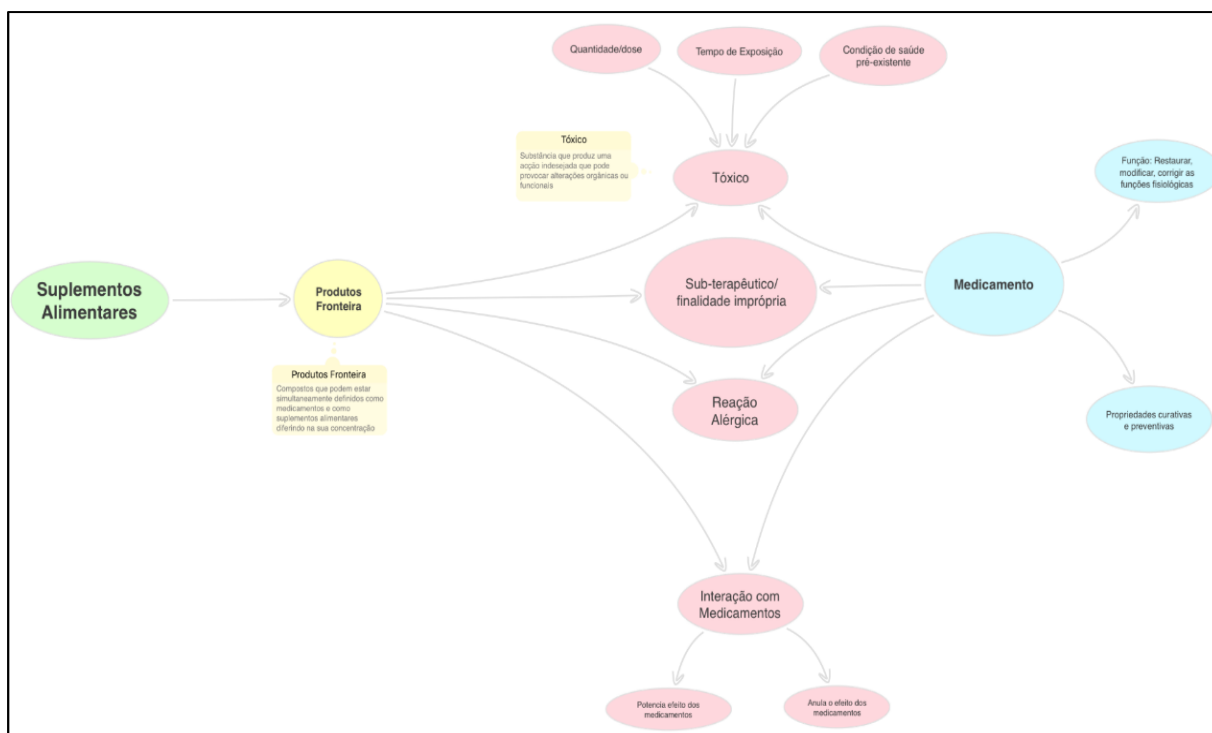 Quantidade/dose
Tempo de Exposição
Condição de saúde
pré-existente
Tóxico
Substância que produz uma
acção indesejada que pode
provocar alterações orgânicas ou
funcionais
Tóxico
Função: Restaurar,
modificar, corrigir as
funções fisiológicas
Suplementos
Alimentares
Produtos
Fronteira
Sub-terapêutico/
finalidade imprópria
Medicamento
Produtos Fronteira
Compostos que podem estar
simultaneamente definidos como
medicamentos e como
suplementos alimentares
diferindo na sua concentração
Reação
Alérgica
Propriedades curativas
e preventivas
Interação com
Medicamentos
Potencia efeito dos
medicamentos
Anula o efeito dos
medicamentos